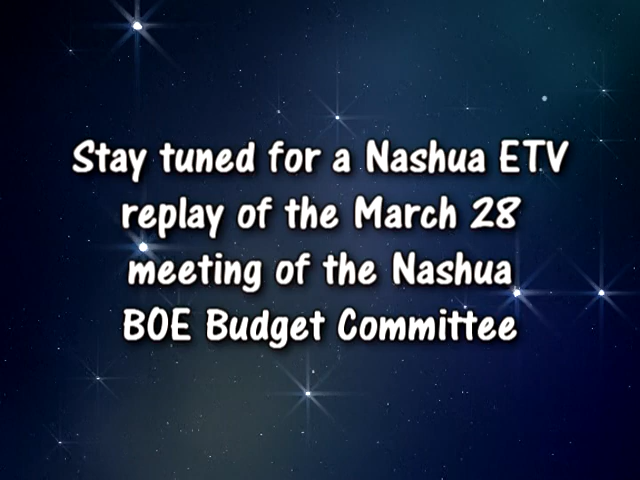 Stay tuned for a Nashua ETV
replay of the March 28
meeting of the Nashua
BOE Budget Committee